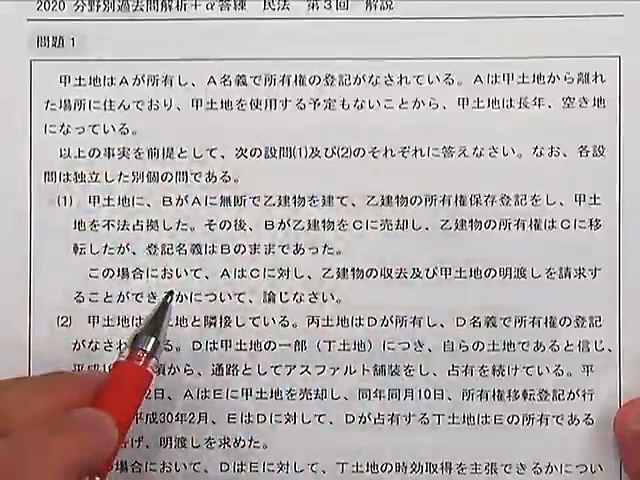 2020 分野別過去問解析+α答練 民法 第3回 解説
問題1
甲土地はAが所有し、A名義で所有権の登記がなされている。Aは甲土地から離れ
た場所に住んでおり、甲土地を使用する予定もないことから、甲土地は長年、空き地
になっている。
以上の事実を前提として、次の設問(1)及び(2)のそれぞれに答えなさい。なお、各設
問は独立した別個の問である。
(1) 甲土地に、BがAに無断で乙建物を建て、乙建物の所有権保存登記をし、甲土
地を不法占拠した。その後、Bが乙建物をCに売却し、乙建物の所有権はCに移
転したが、登記名義はBのままであった。
この場合において、AはCに対し、乙建物の収去及び甲土地の明渡しを請求す
ることができ かについて、論じなさい。
(2) 甲土地は 土地と隣接している。丙土地はDが所有し、D名義で所有権の登記
がなさ る。Dは甲土地の一部(丁土地)につき、自らの土地であると信じ、
平成 頃から、通路としてアスファルト舗装をし、占有を続けている。平
2日、AはEに甲土地を売却し、同年同月10日、所有権移転登記が行
平成30年2月、EはDに対して、Dが占有する丁土地はEの所有である
げ、明渡しを求めた。
場合において、DはEに対して、丁土地の時効取得を主張できるかについ